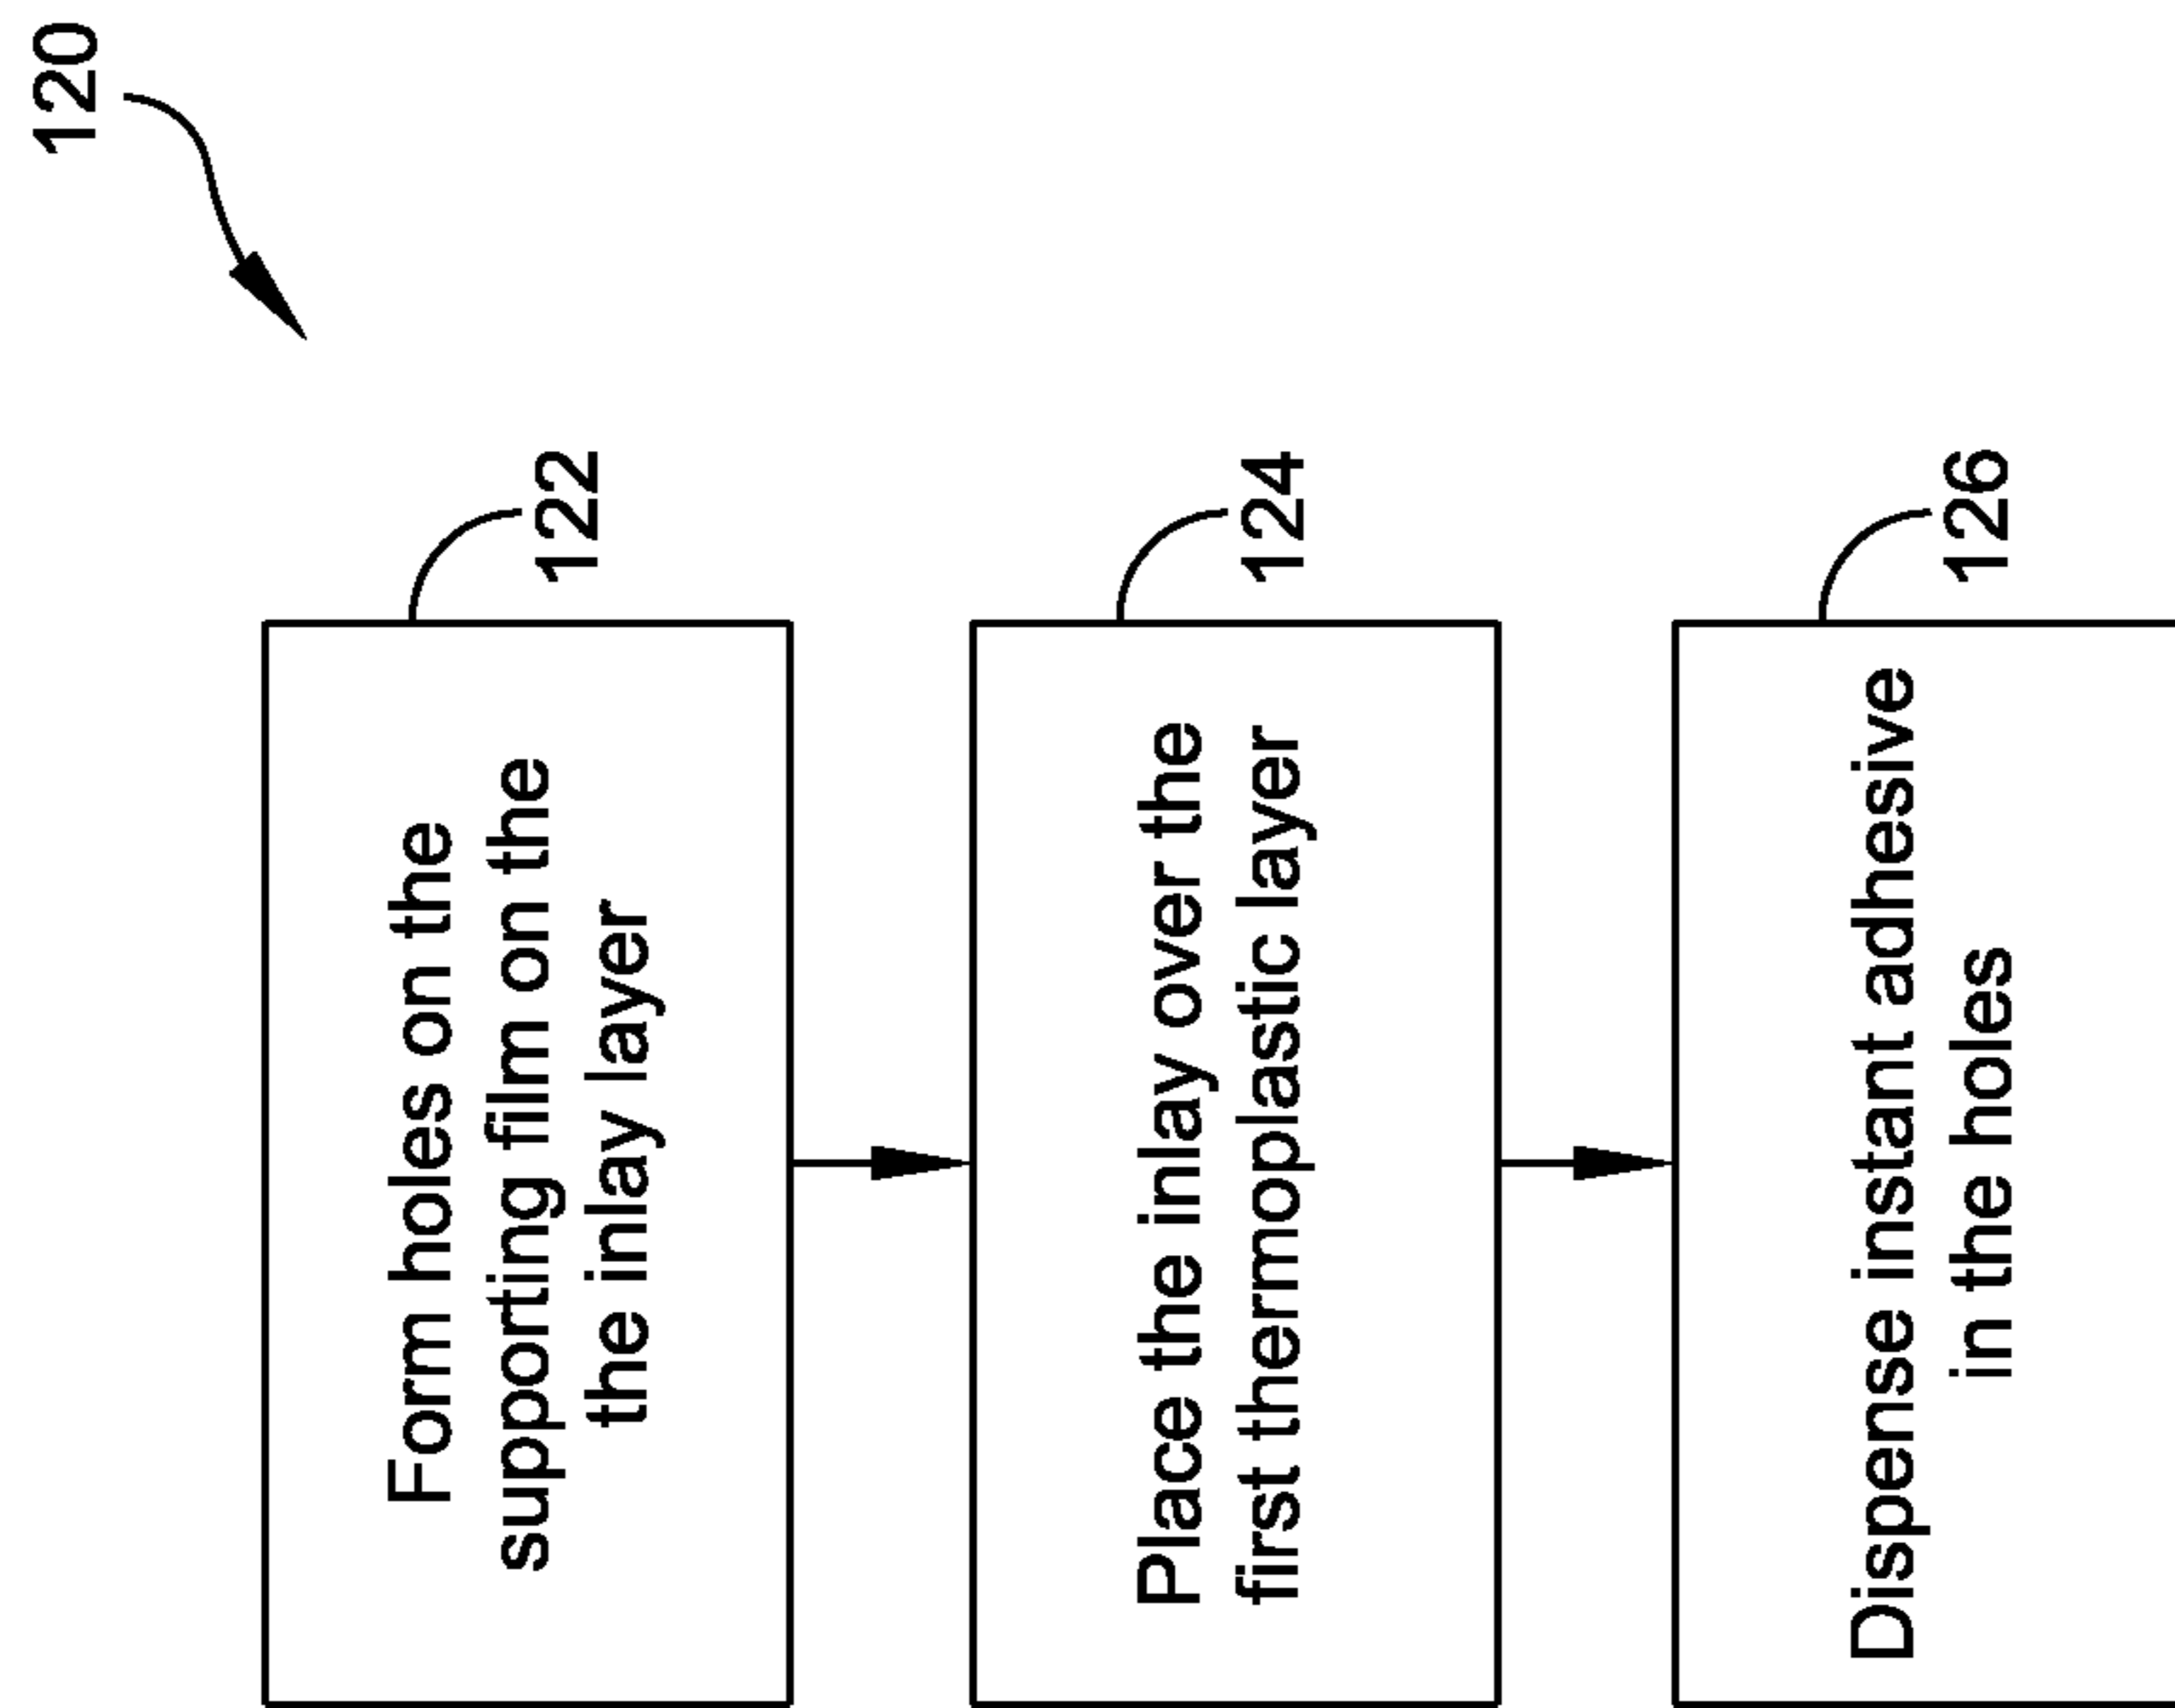 120
Form holes on the
supporting film on the
the inlay layer
122
Place the inlay over the
first thermoplastic layer
124
Dispense instant adhesive
in the holes
126